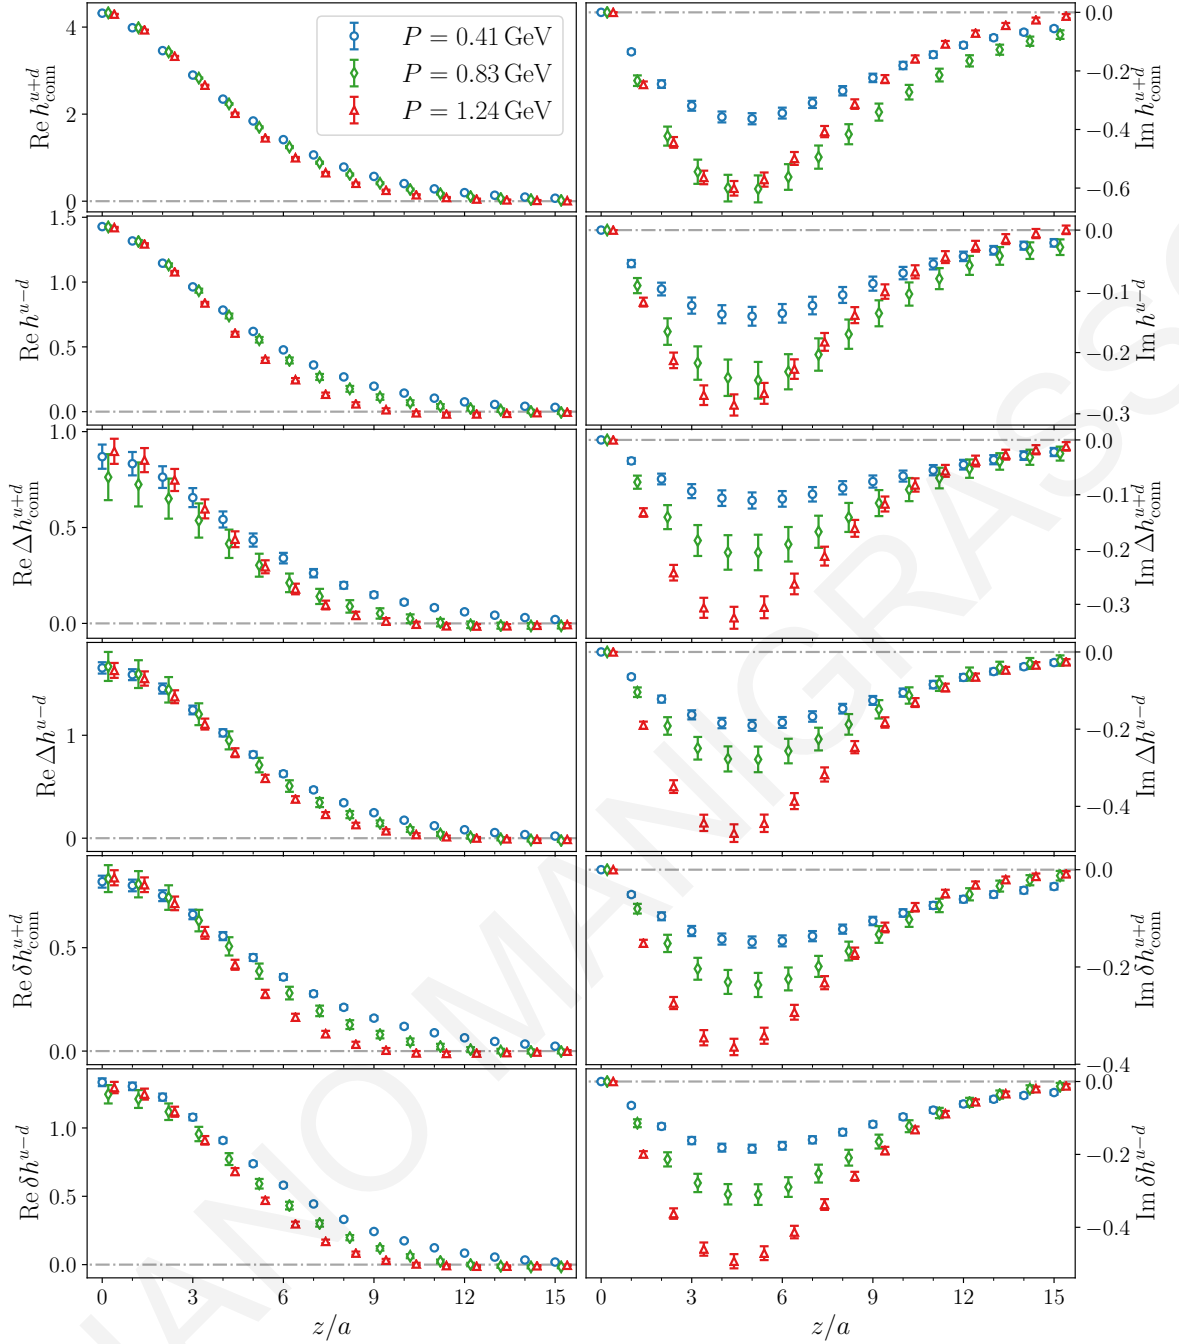 P = 0.41 GeV
P = 0.83 GeV
P = 1.24 GeV
Re h^{u+d}_{conn}
4
2
0
Im h^{u+d}_{conn}
0.0
−0.2
−0.4
−0.6
Re h^{u−d}
1.5
1.0
0.5
0.0
Im h^{u−d}
0.0
−0.1
−0.2
−0.3
Re Δh^{u+d}_{conn}
1.0
0.5
0.0
Im Δh^{u+d}_{conn}
0.0
−0.1
−0.2
−0.3
Re Δh^{u−d}
1
0
Im Δh^{u−d}
0.0
−0.2
−0.4
Re δh^{u+d}_{conn}
0.5
0.0
Im δh^{u+d}_{conn}
0.0
−0.2
−0.4
Re δh^{u−d}
1.0
0.5
0.0
Im δh^{u−d}
0.0
−0.2
−0.4
0 3 6 9 12 15
z/a
0 3 6 9 12 15
z/a
ANO MANIGRASS